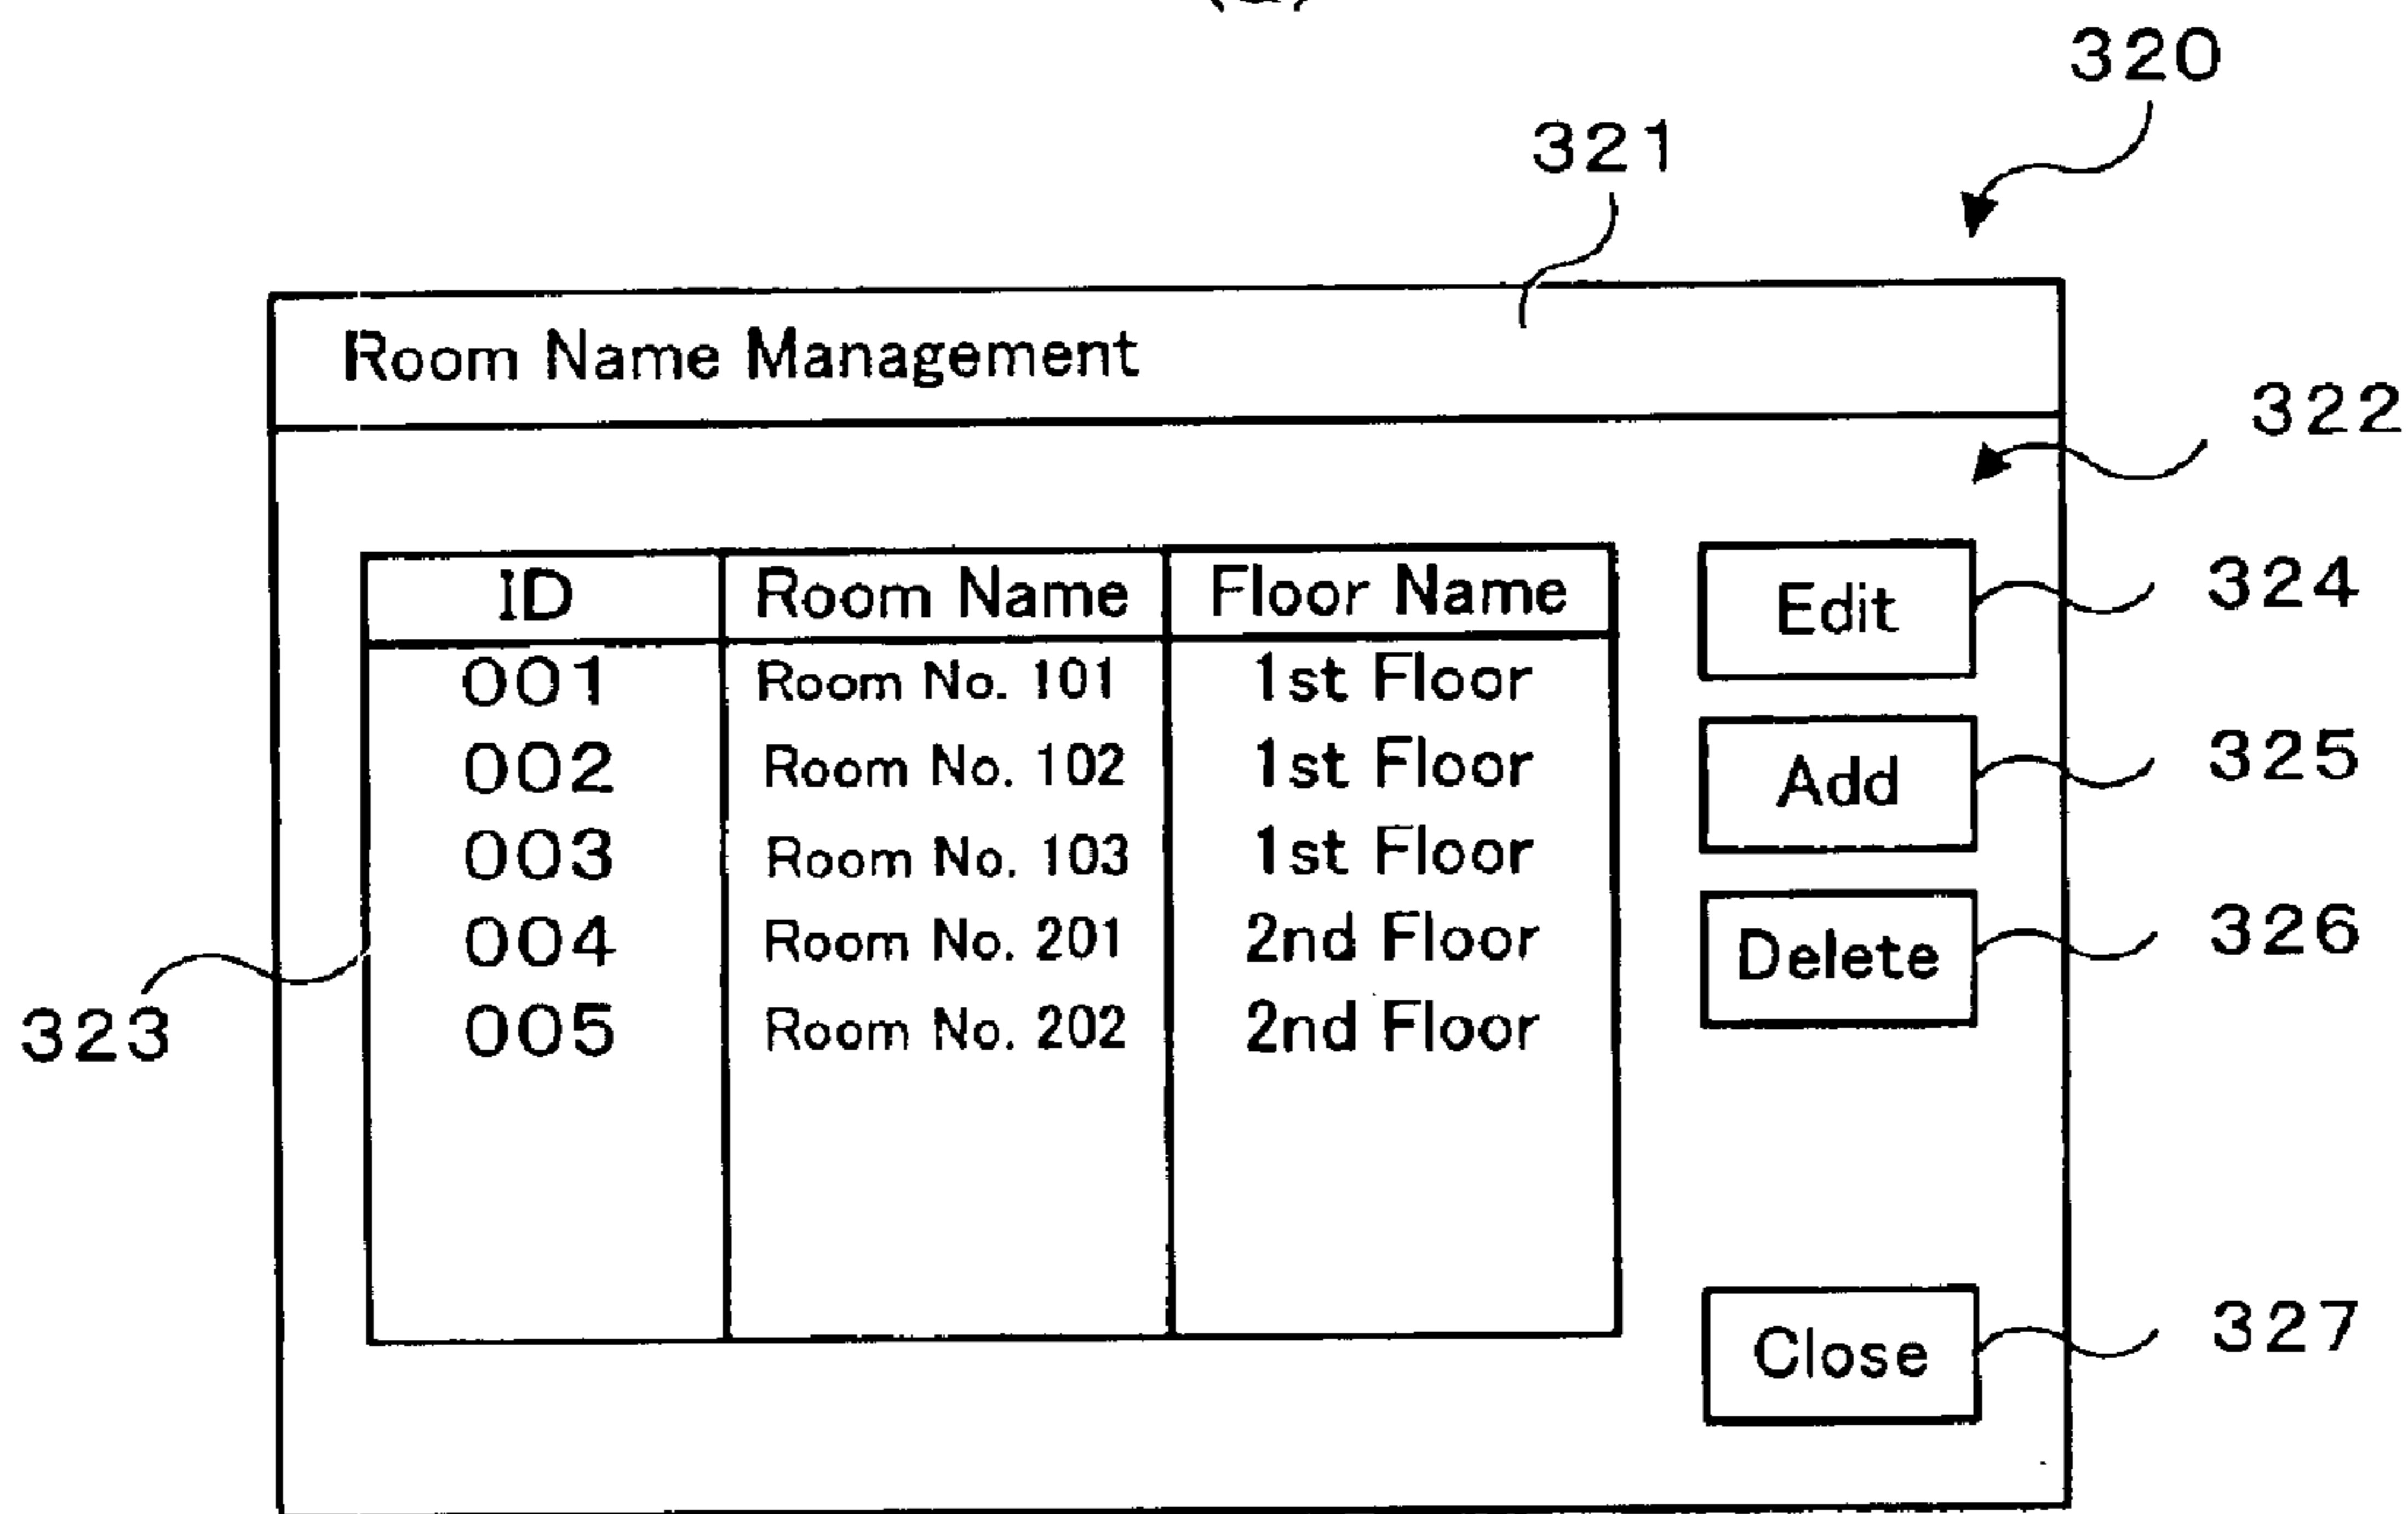 320
321
Room Name Management
322
ID Room Name Floor Name
Edit 324
001 Room No. 101 1st Floor
002 Room No. 102 1st Floor
Add 325
003 Room No. 103 1st Floor
004 Room No. 201 2nd Floor
Delete 326
323
005 Room No. 202 2nd Floor
Close 327